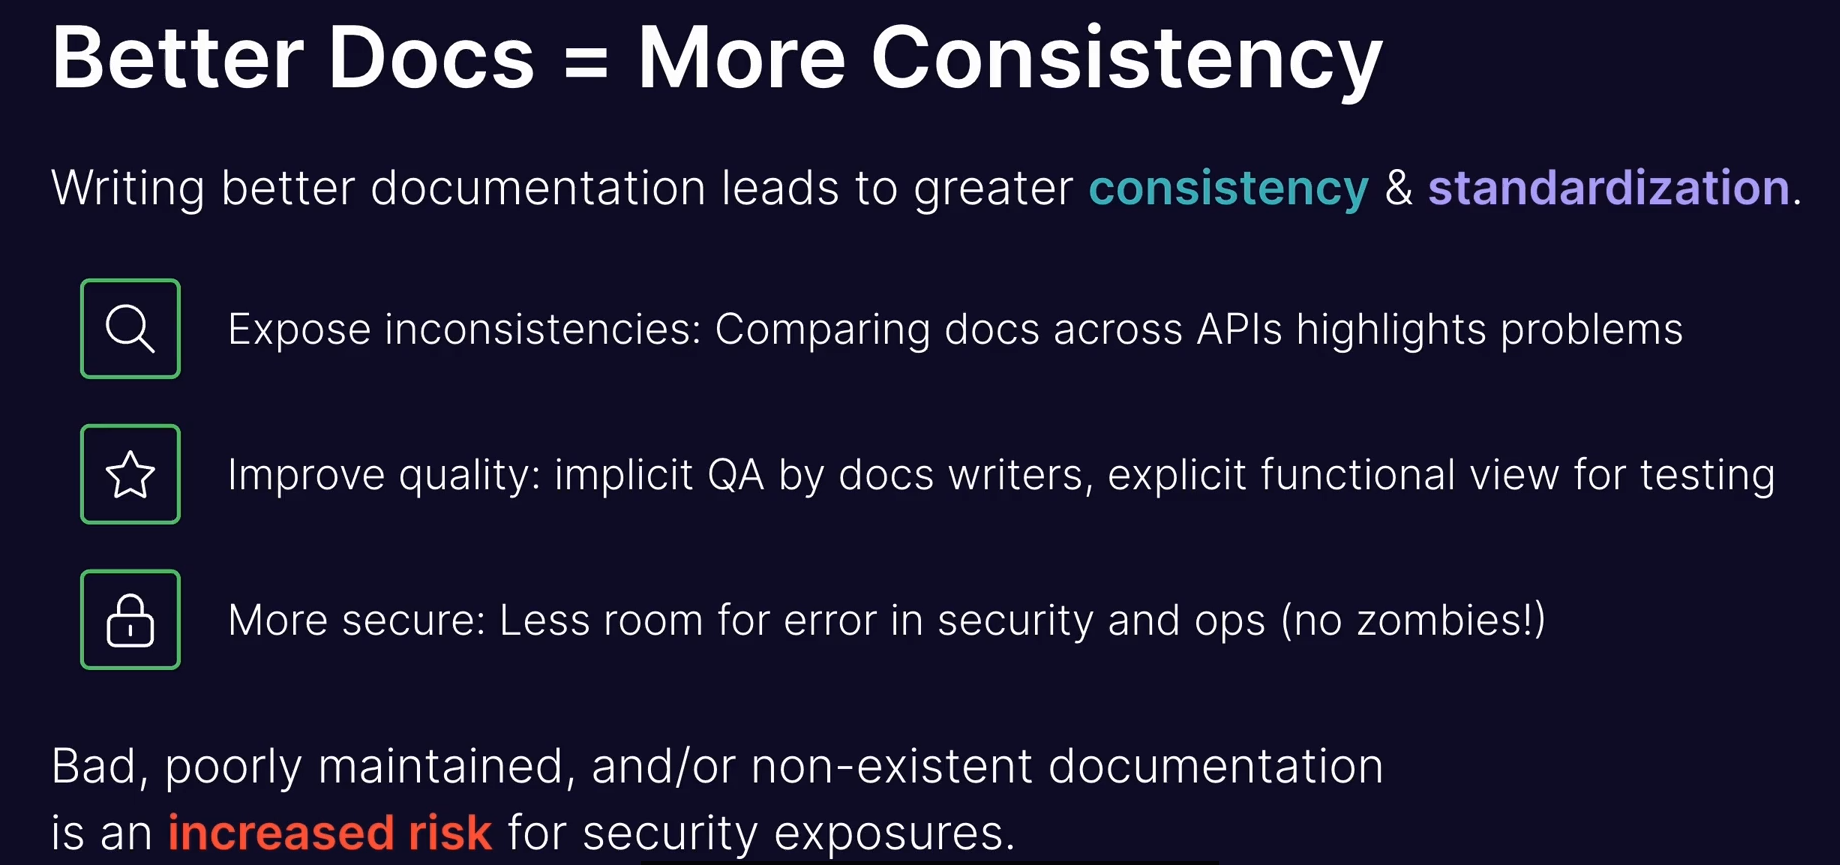 Better Docs = More Consistency
Writing better documentation leads to greater consistency & standardization.
Expose inconsistencies: Comparing docs across APIs highlights problems
Improve quality: implicit QA by docs writers, explicit functional view for testing
More secure: Less room for error in security and ops (no zombies!)
Bad, poorly maintained, and/or non-existent documentation
is an increased risk for security exposures.